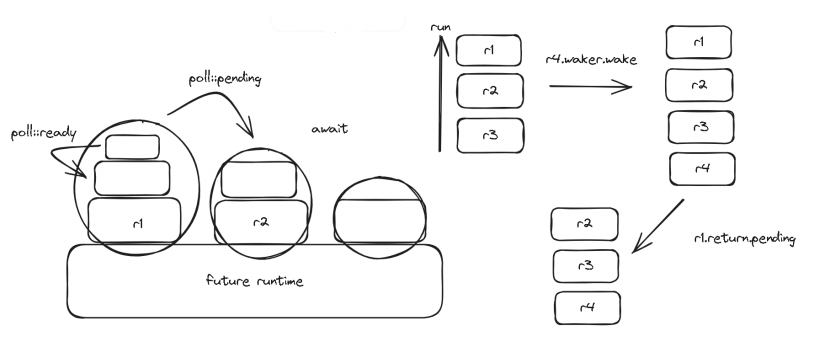 run
r1
r2
r3
r4.waker.wake
r1
r2
r3
r4
r1.return.pending
r2
r3
r4
poll::pending
poll::ready
await
r1
r2
future runtime